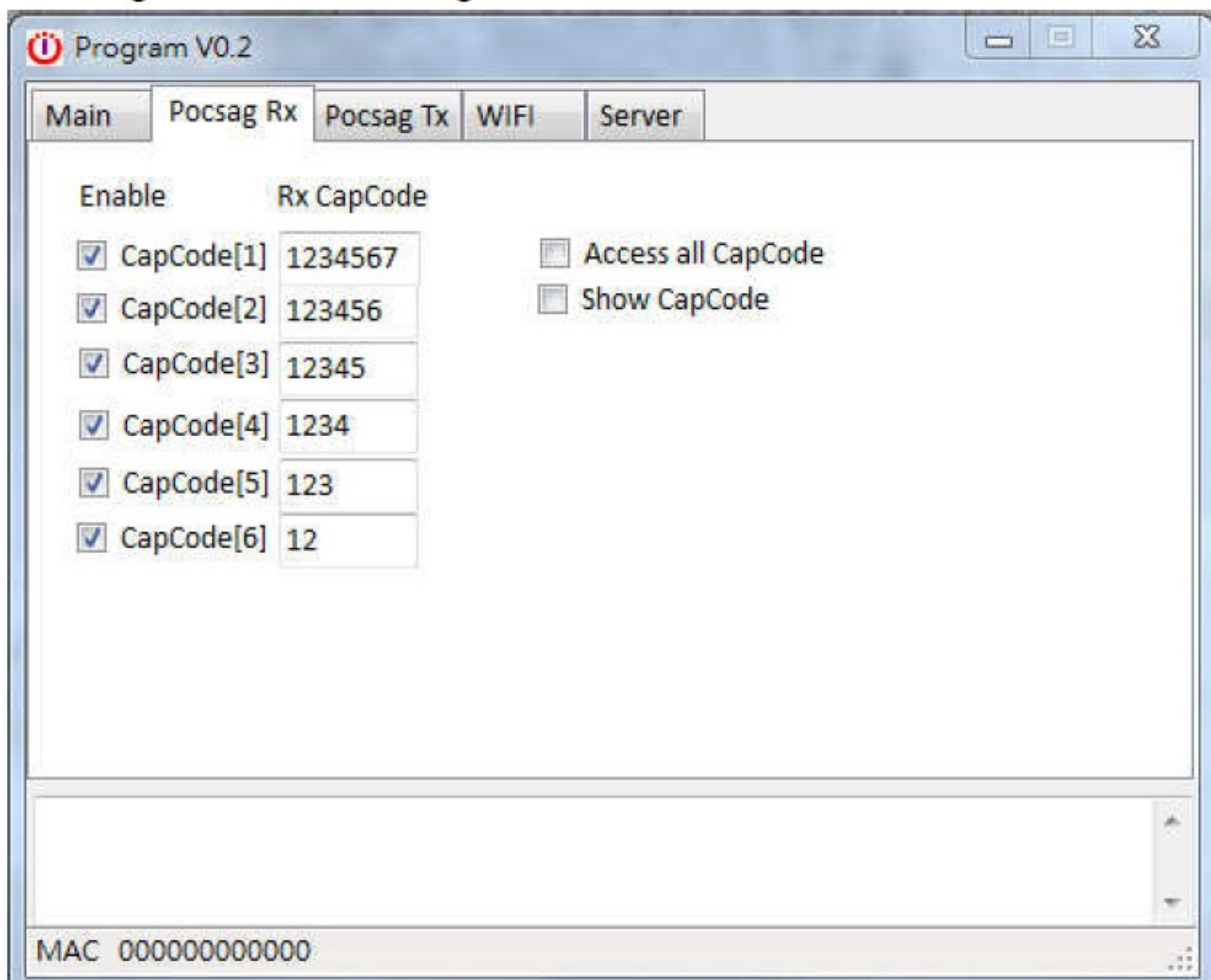 Program V0.2
Main Pocsag Rx Pocsag Tx WIFI Server
Enable Rx CapCode
CapCode[1] 1234567 Access all CapCode
CapCode[2] 123456 Show CapCode
CapCode[3] 12345
CapCode[4] 1234
CapCode[5] 123
CapCode[6] 12
MAC 000000000000